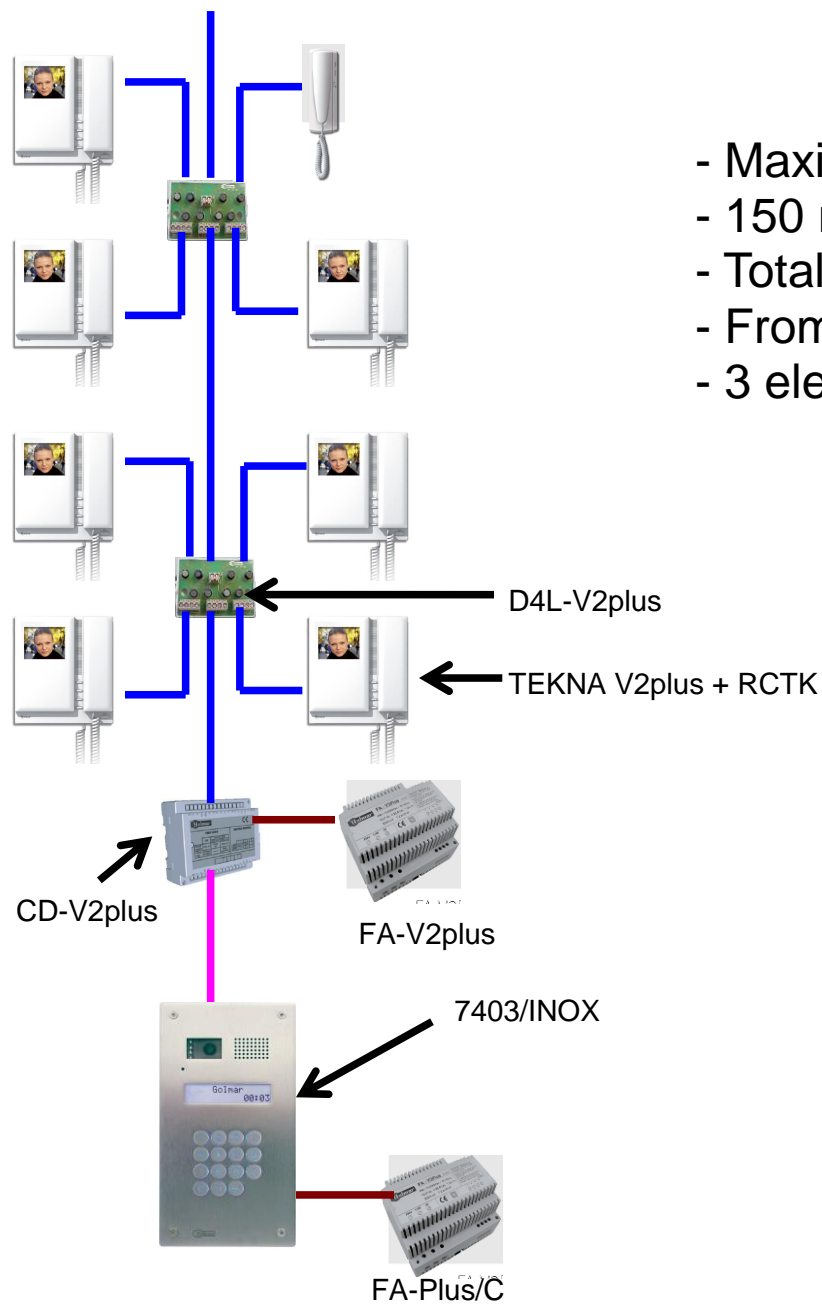 - Maxi
- 150
- Total
- From
- 3 ele
D4L-V2plus
TEKNA V2plus + RCTK
CD-V2plus
FA-V2plus
7403/INOX
Golmar
00:03
FA-Plus/C